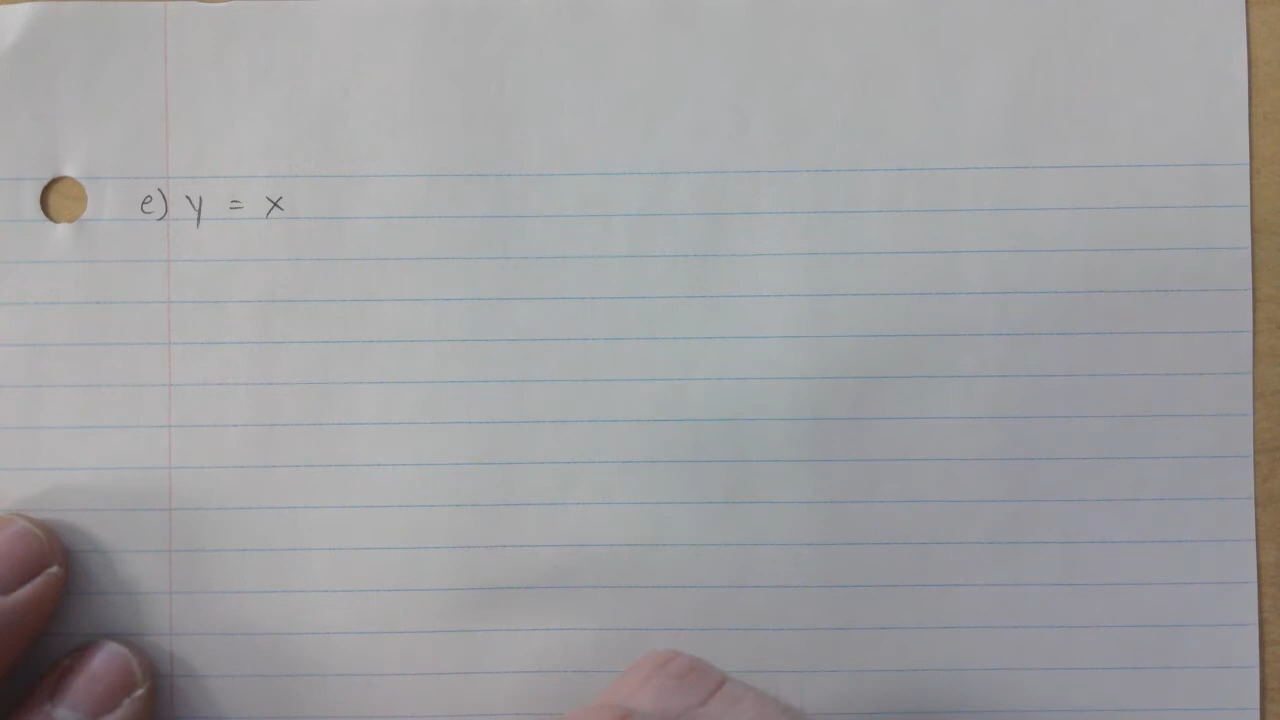 e) y = x